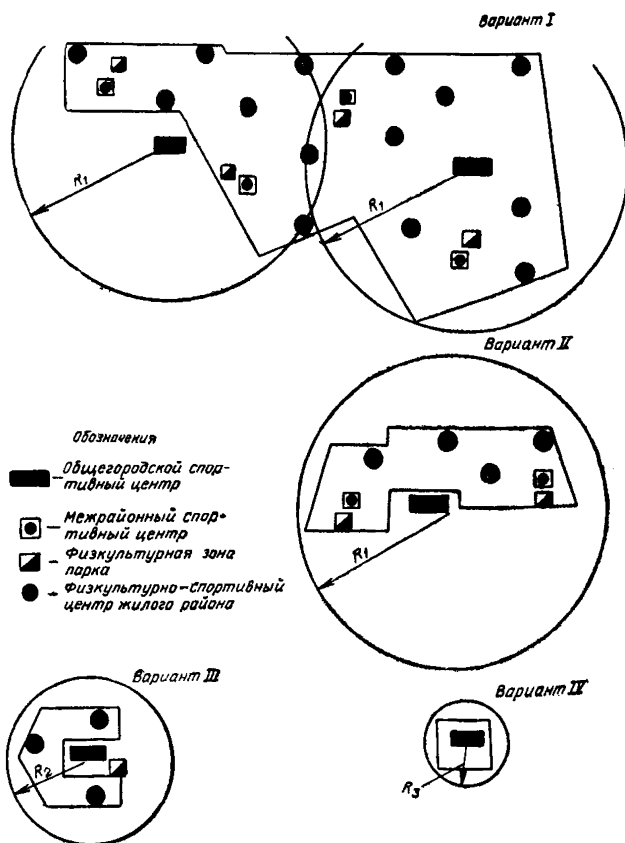 Вариант I
R1
R1
Вариант II
Обозначения
Общегородской спор-
тивный центр
Межрайонный спор-
тивный центр
Физкультурная зона
парка
Физкультурно-спортивный
центр жилого района
R1
Вариант III
R2
Вариант IV
R3